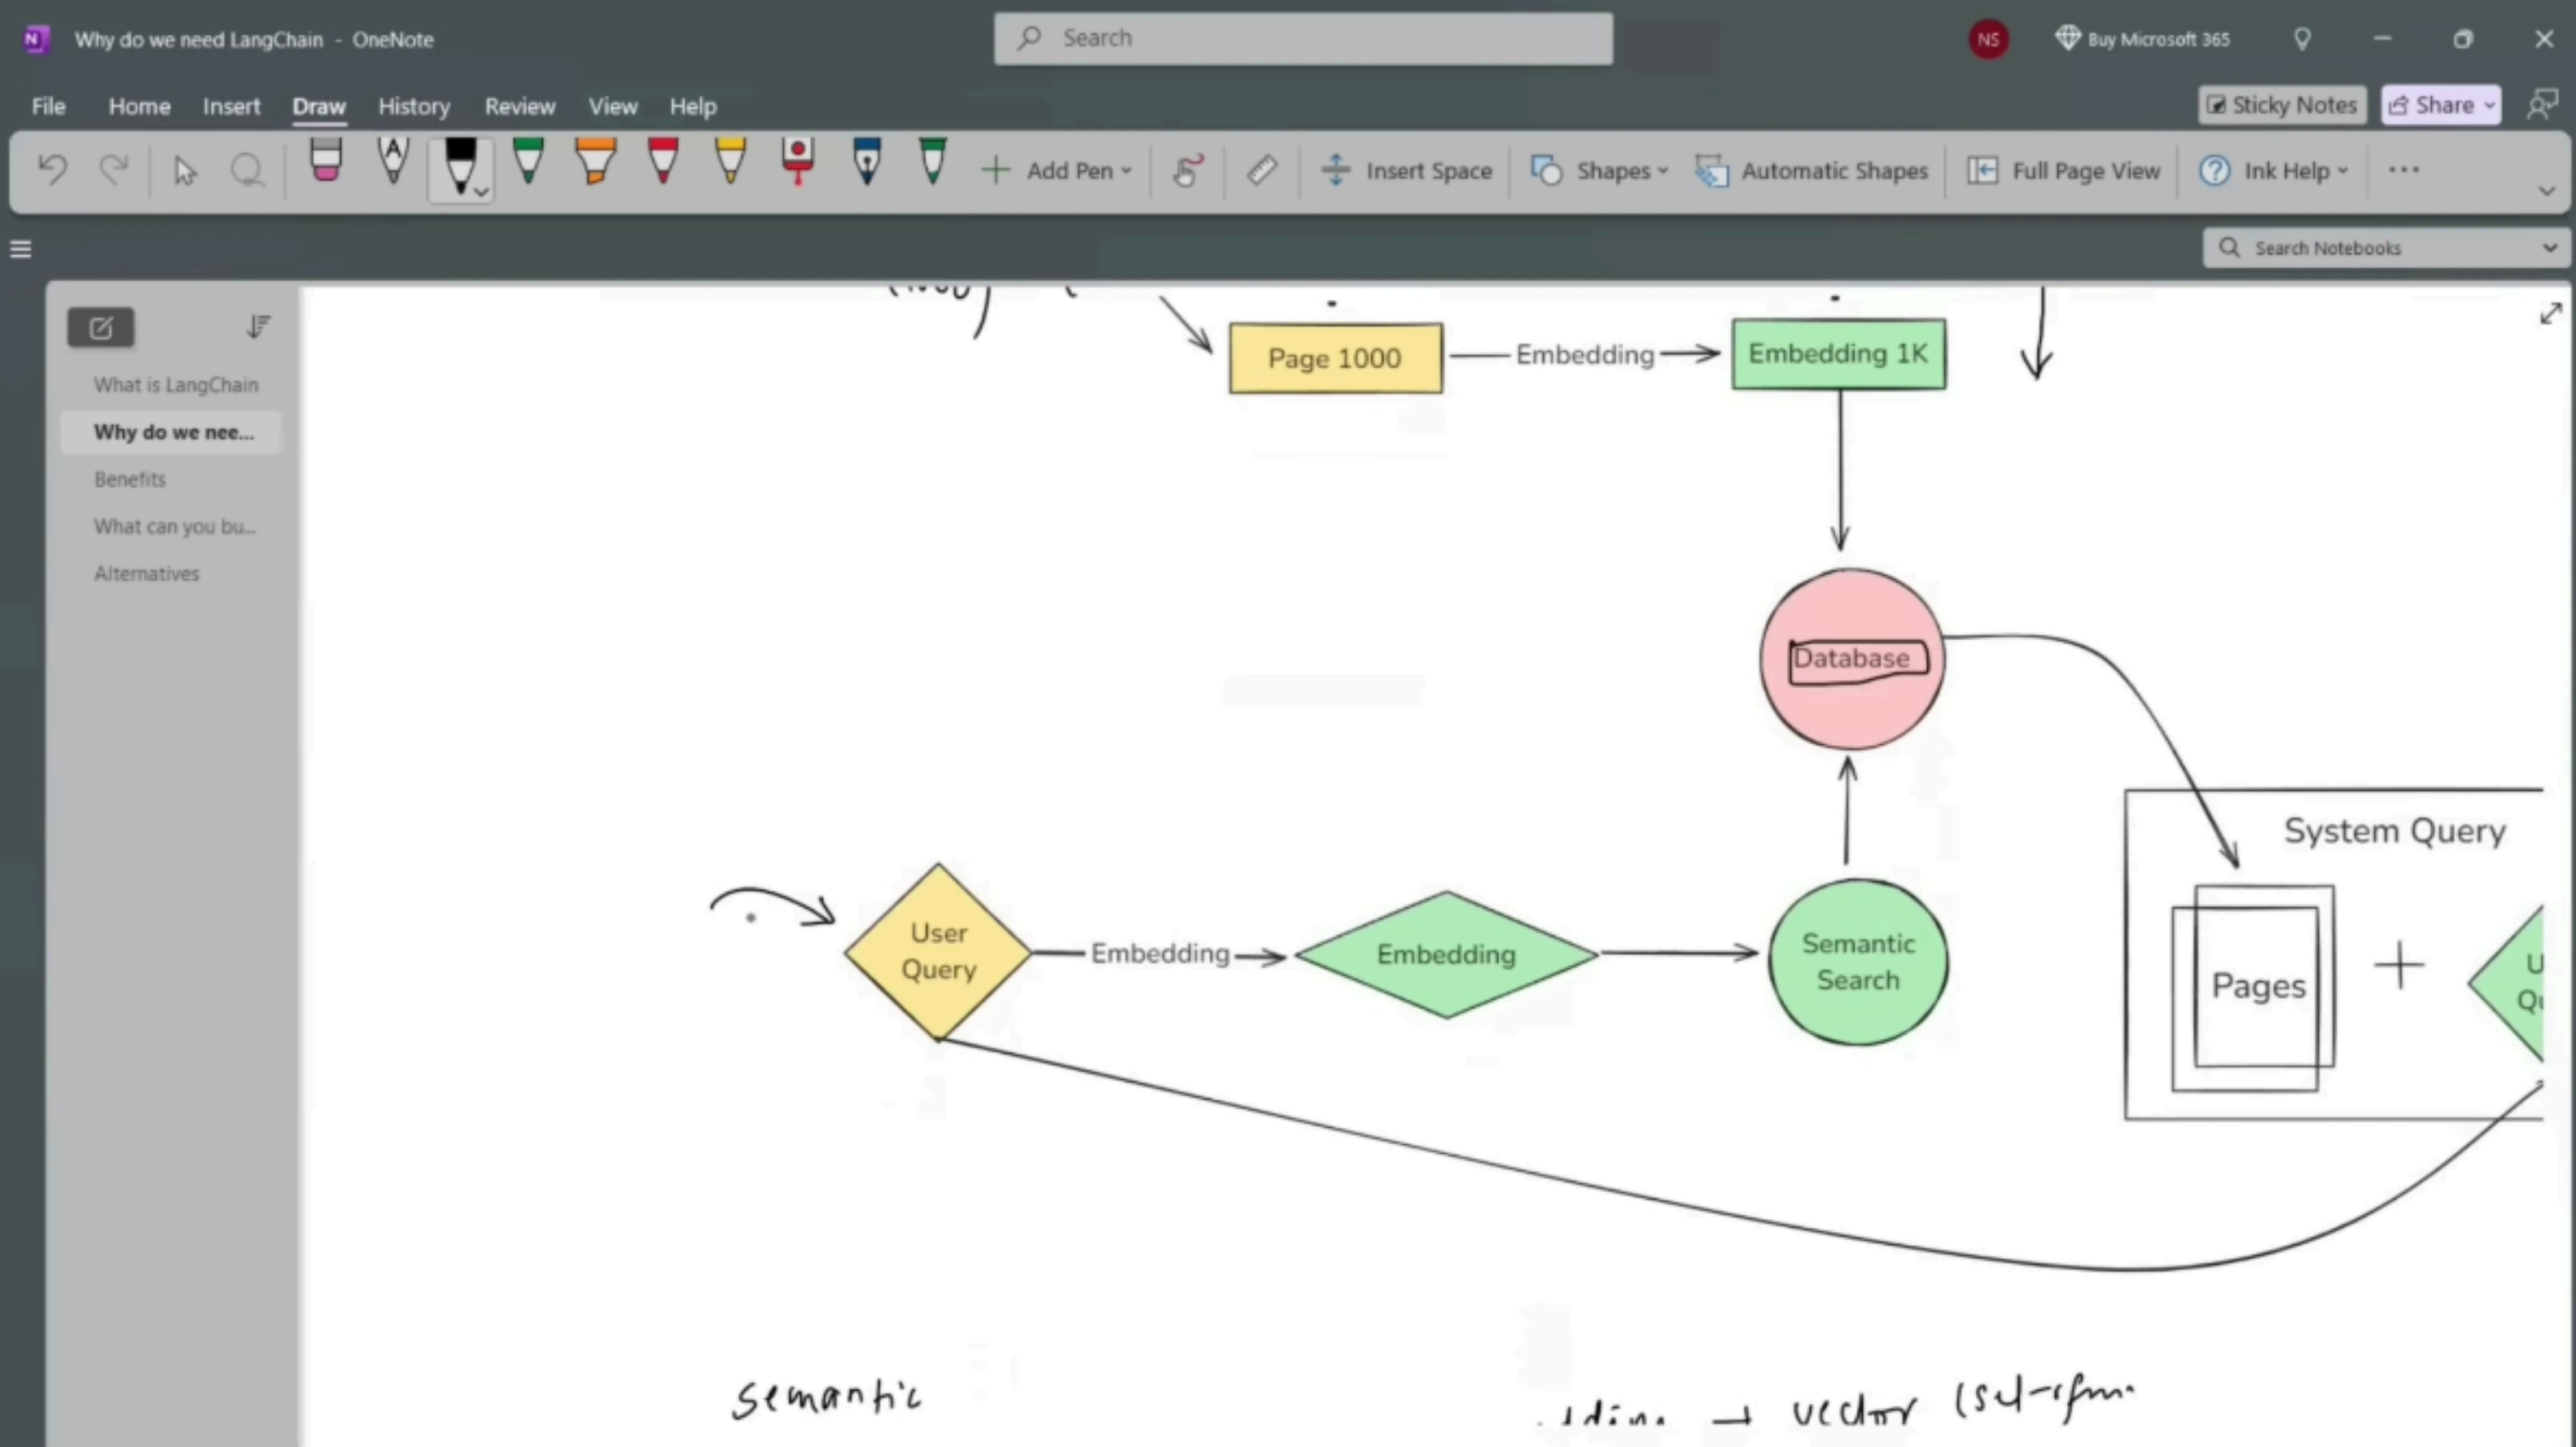 Why do we need LangChain - OneNote
Search
NS
Buy Microsoft 365
File Home Insert Draw History Review View Help
Sticky Notes
Share
A
Add Pen
Insert Space
Shapes
Automatic Shapes
Full Page View
Ink Help
Search Notebooks
What is LangChain
Why do we nee...
Benefits
What can you bu...
Alternatives
Page 1000
Embedding
Embedding 1K
Database
System Query
User
Query
Embedding
Embedding
Semantic
Search
Pages
+
semantic
→ vector